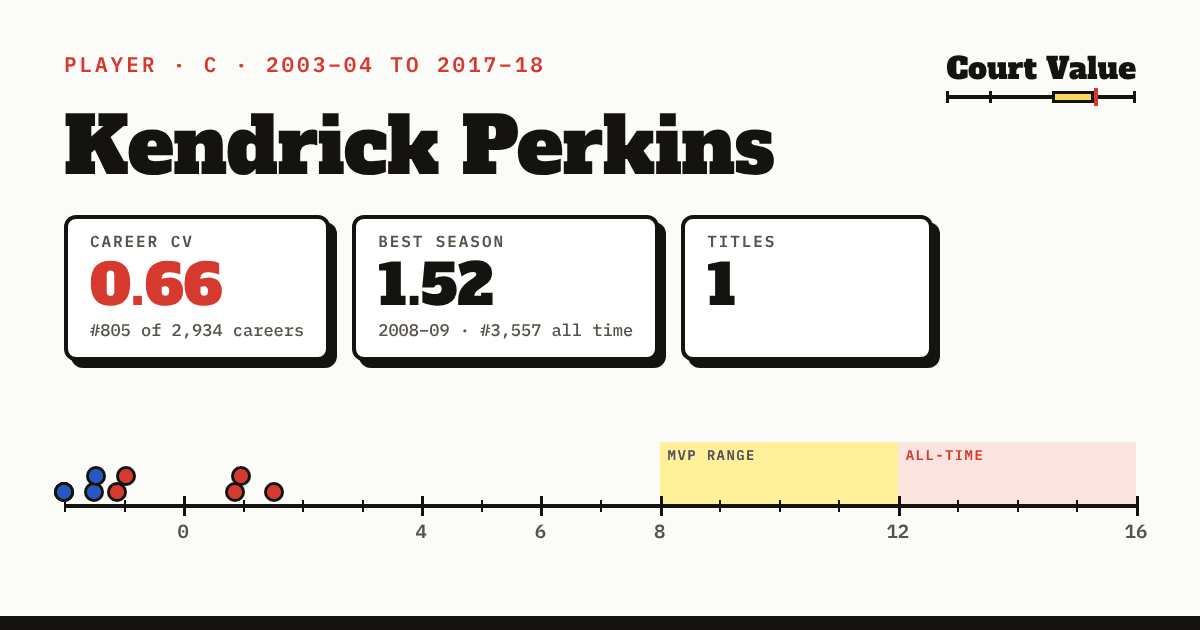 PLAYER · C · 2003–04 TO 2017–18
Court Value
Kendrick Perkins
CAREER CV
0.66
#805 of 2,934 careers
BEST SEASON
1.52
2008–09 · #3,557 all time
TITLES
1
MVP RANGE
ALL-TIME
0 4 6 8 12 16